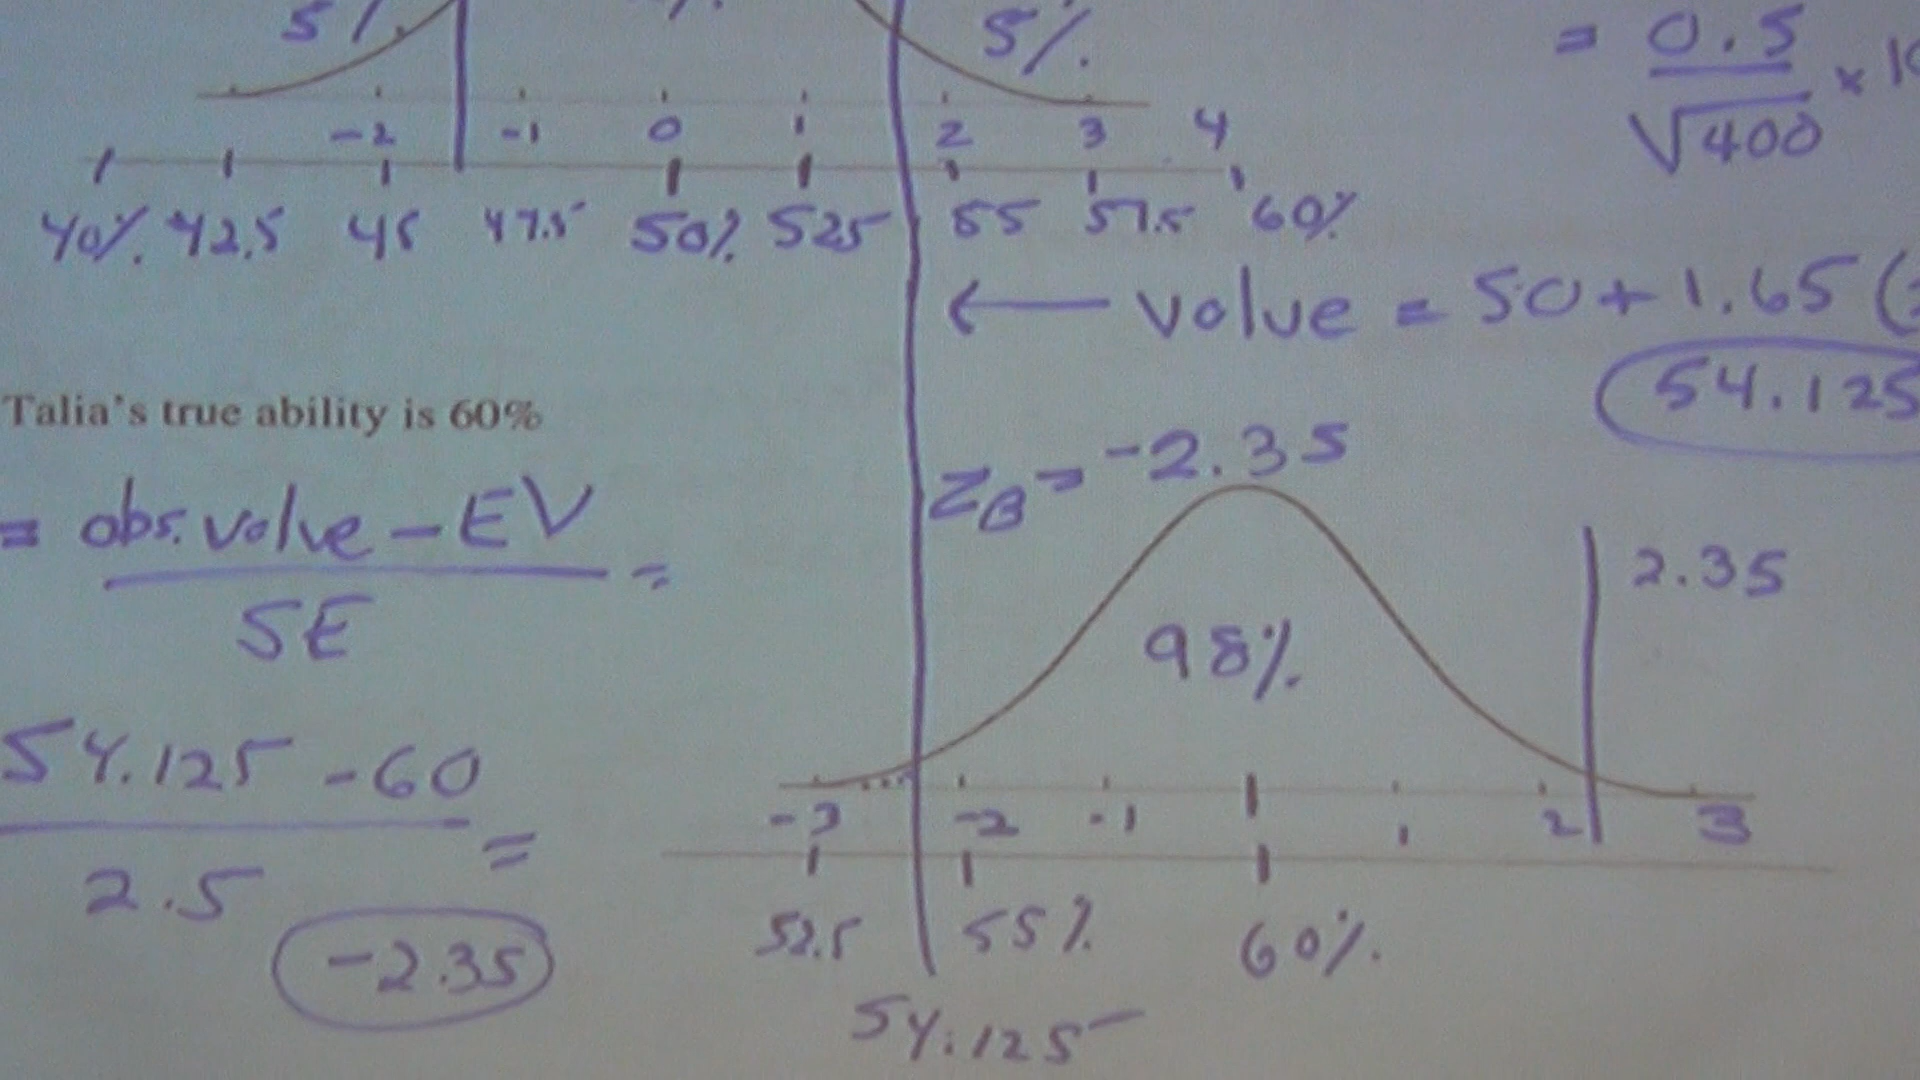 5%
5%
-2 -1 0 1 2 3 4
40% 42.5 45 47.5 50% 52.5 55 57.5 60%
= 0.5
√400
×
← value = 50 + 1.65 (
54.125
Talia's true ability is 60%
= obs. value - EV =
SE
54.125 - 60 =
2.5
-2.35
ZB = -2.35
2.35
98%
-3 -2 -1 1 2 3
52.5 55% 60%
54.125